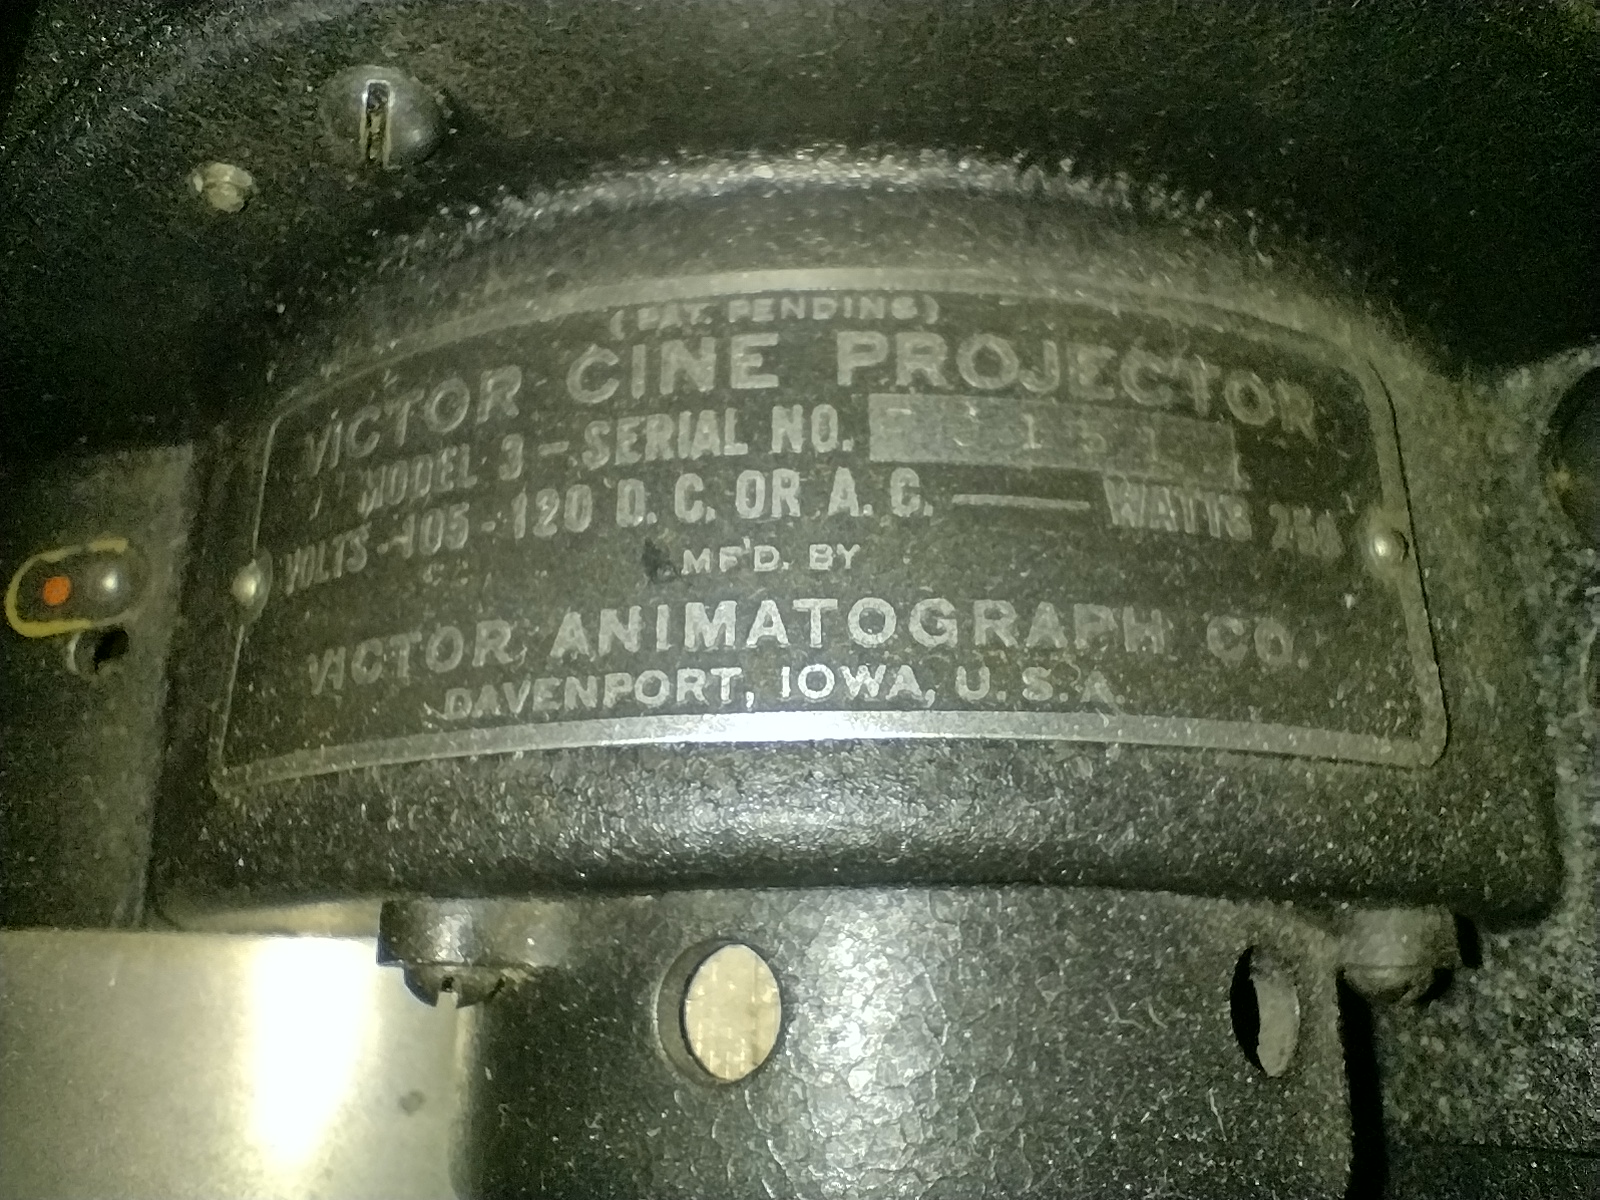 (PAT. PENDING)
VICTOR CINE PROJECTOR
MODEL 3 - SERIAL NO.
VOLTS - 105 - 120 D. C. OR A. C. — WATTS 250
MF'D. BY
VICTOR ANIMATOGRAPH CO.
DAVENPORT, IOWA, U. S. A.